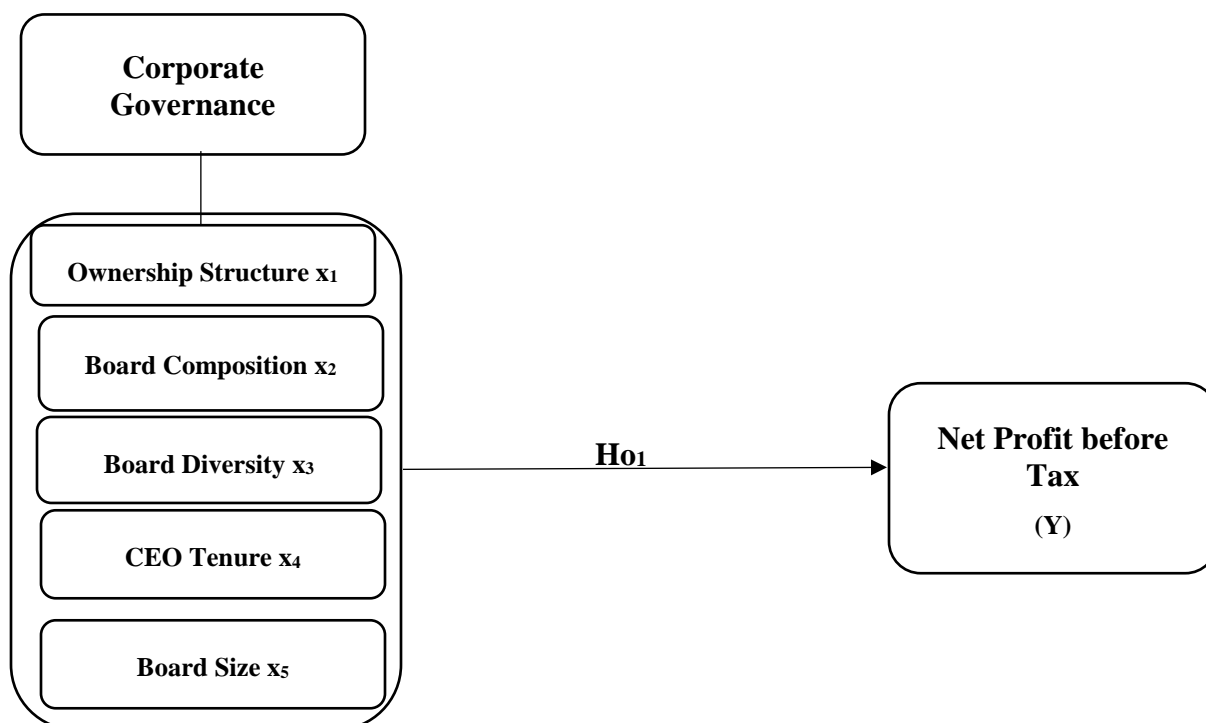 Corporate
Governance
Ownership Structure x1
Board Composition x2
Board Diversity x3
CEO Tenure x4
Board Size x5
Ho1
Net Profit before
Tax
(Y)